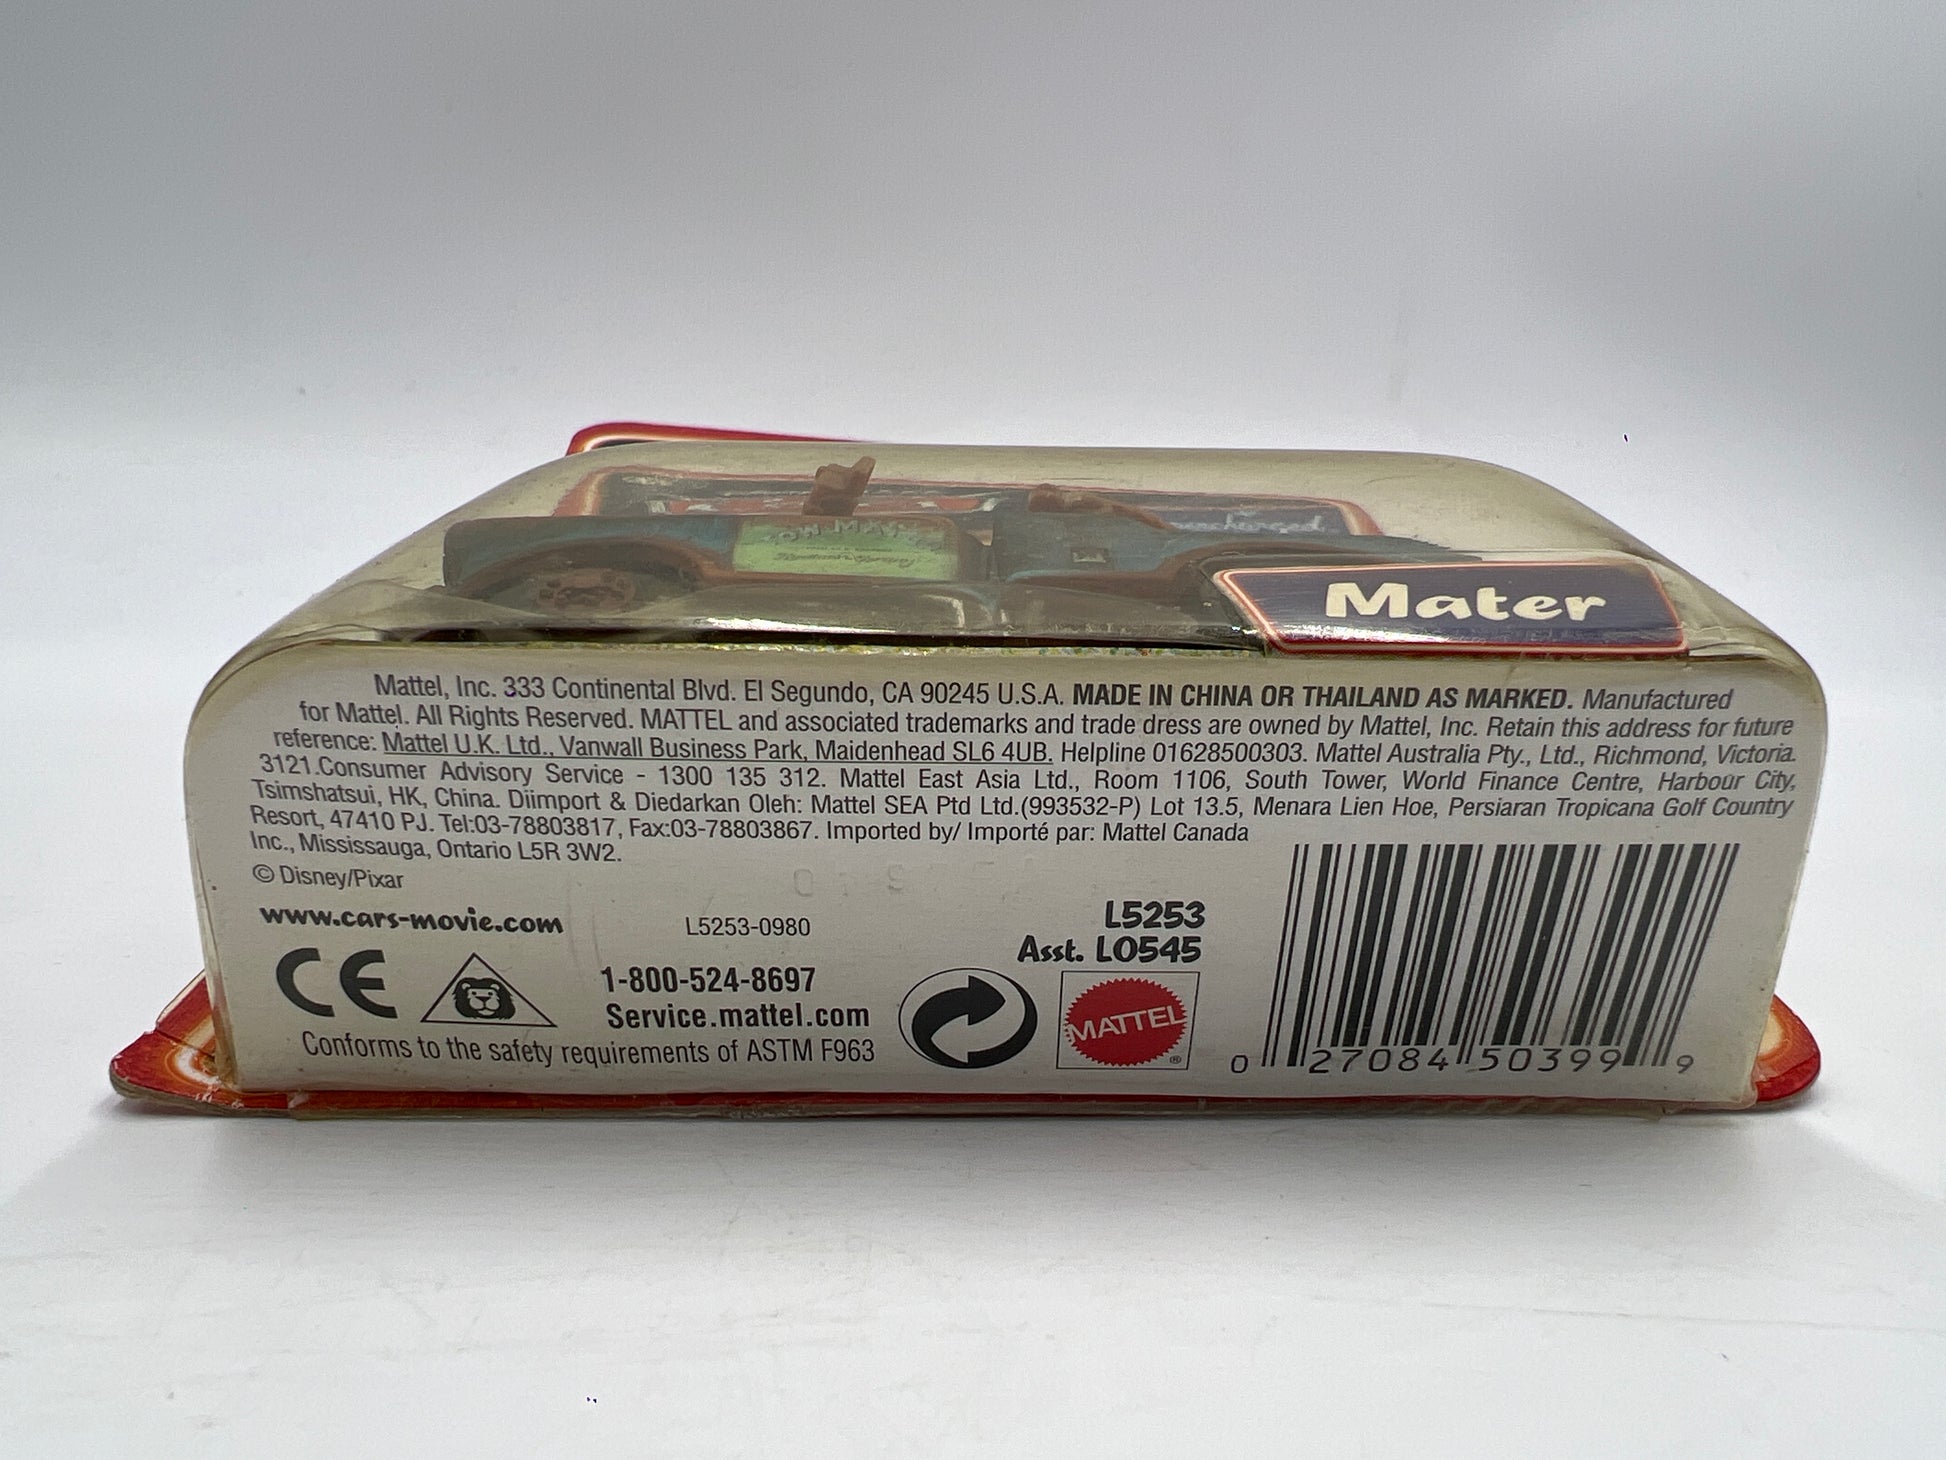 TOW MATER
Supercharged
Mater
Mattel, Inc. 333 Continental Blvd. El Segundo, CA 90245 U.S.A. MADE IN CHINA OR THAILAND AS MARKED. Manufactured
for Mattel. All Rights Reserved. MATTEL and associated trademarks and trade dress are owned by Mattel, Inc. Retain this address for future
reference: Mattel U.K. Ltd., Vanwall Business Park, Maidenhead SL6 4UB. Helpline 01628500303. Mattel Australia Pty., Ltd., Richmond, Victoria.
3121.Consumer Advisory Service - 1300 135 312. Mattel East Asia Ltd., Room 1106, South Tower, World Finance Centre, Harbour City,
Tsimshatsui, HK, China. Diimport & Diedarkan Oleh: Mattel SEA Ptd Ltd.(993532-P) Lot 13.5, Menara Lien Hoe, Persiaran Tropicana Golf Country
Resort, 47410 PJ. Tel:03-78803817, Fax:03-78803867. Imported by/ Importé par: Mattel Canada
Inc., Mississauga, Ontario L5R 3W2.
© Disney/Pixar
www.cars-movie.com
L5253-0980
L5253
Asst. L0545
CE
1-800-524-8697
Service.mattel.com
Conforms to the safety requirements of ASTM F963
MATTEL
®
0 27084 50399 9